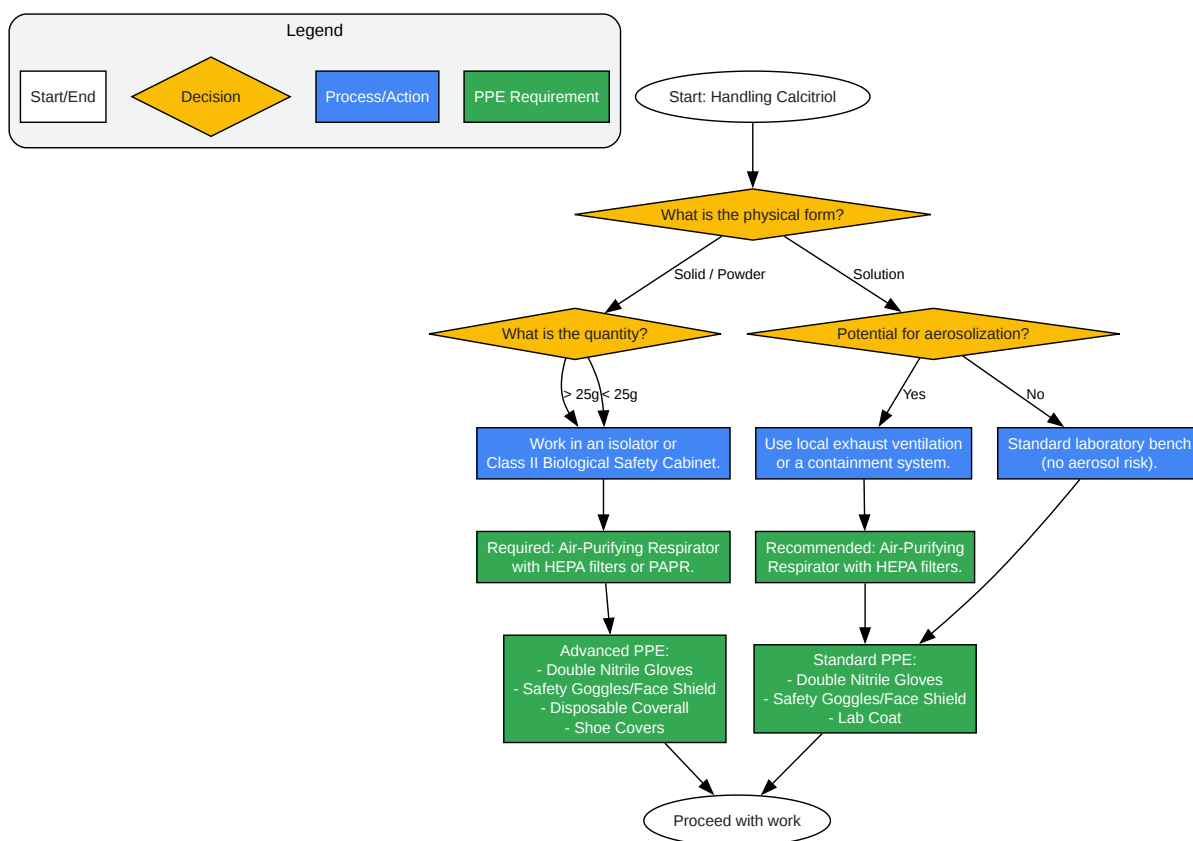 Legend
Start/End
Decision
Process/Action
PPE Requirement
Start: Handling Calcitriol
What is the physical form?
Solid / Powder
Solution
What is the quantity?
Potential for aerosolization?
> 25g
< 25g
Yes
No
Work in an isolator or
Class II Biological Safety Cabinet.
Use local exhaust ventilation
or a containment system.
Standard laboratory bench
(no aerosol risk).
Required: Air-Purifying Respirator
with HEPA filters or PAPR.
Recommended: Air-Purifying
Respirator with HEPA filters.
Advanced PPE:
- Double Nitrile Gloves
- Safety Goggles/Face Shield
- Disposable Coverall
- Shoe Covers
Standard PPE:
- Double Nitrile Gloves
- Safety Goggles/Face Shield
- Lab Coat
Proceed with work